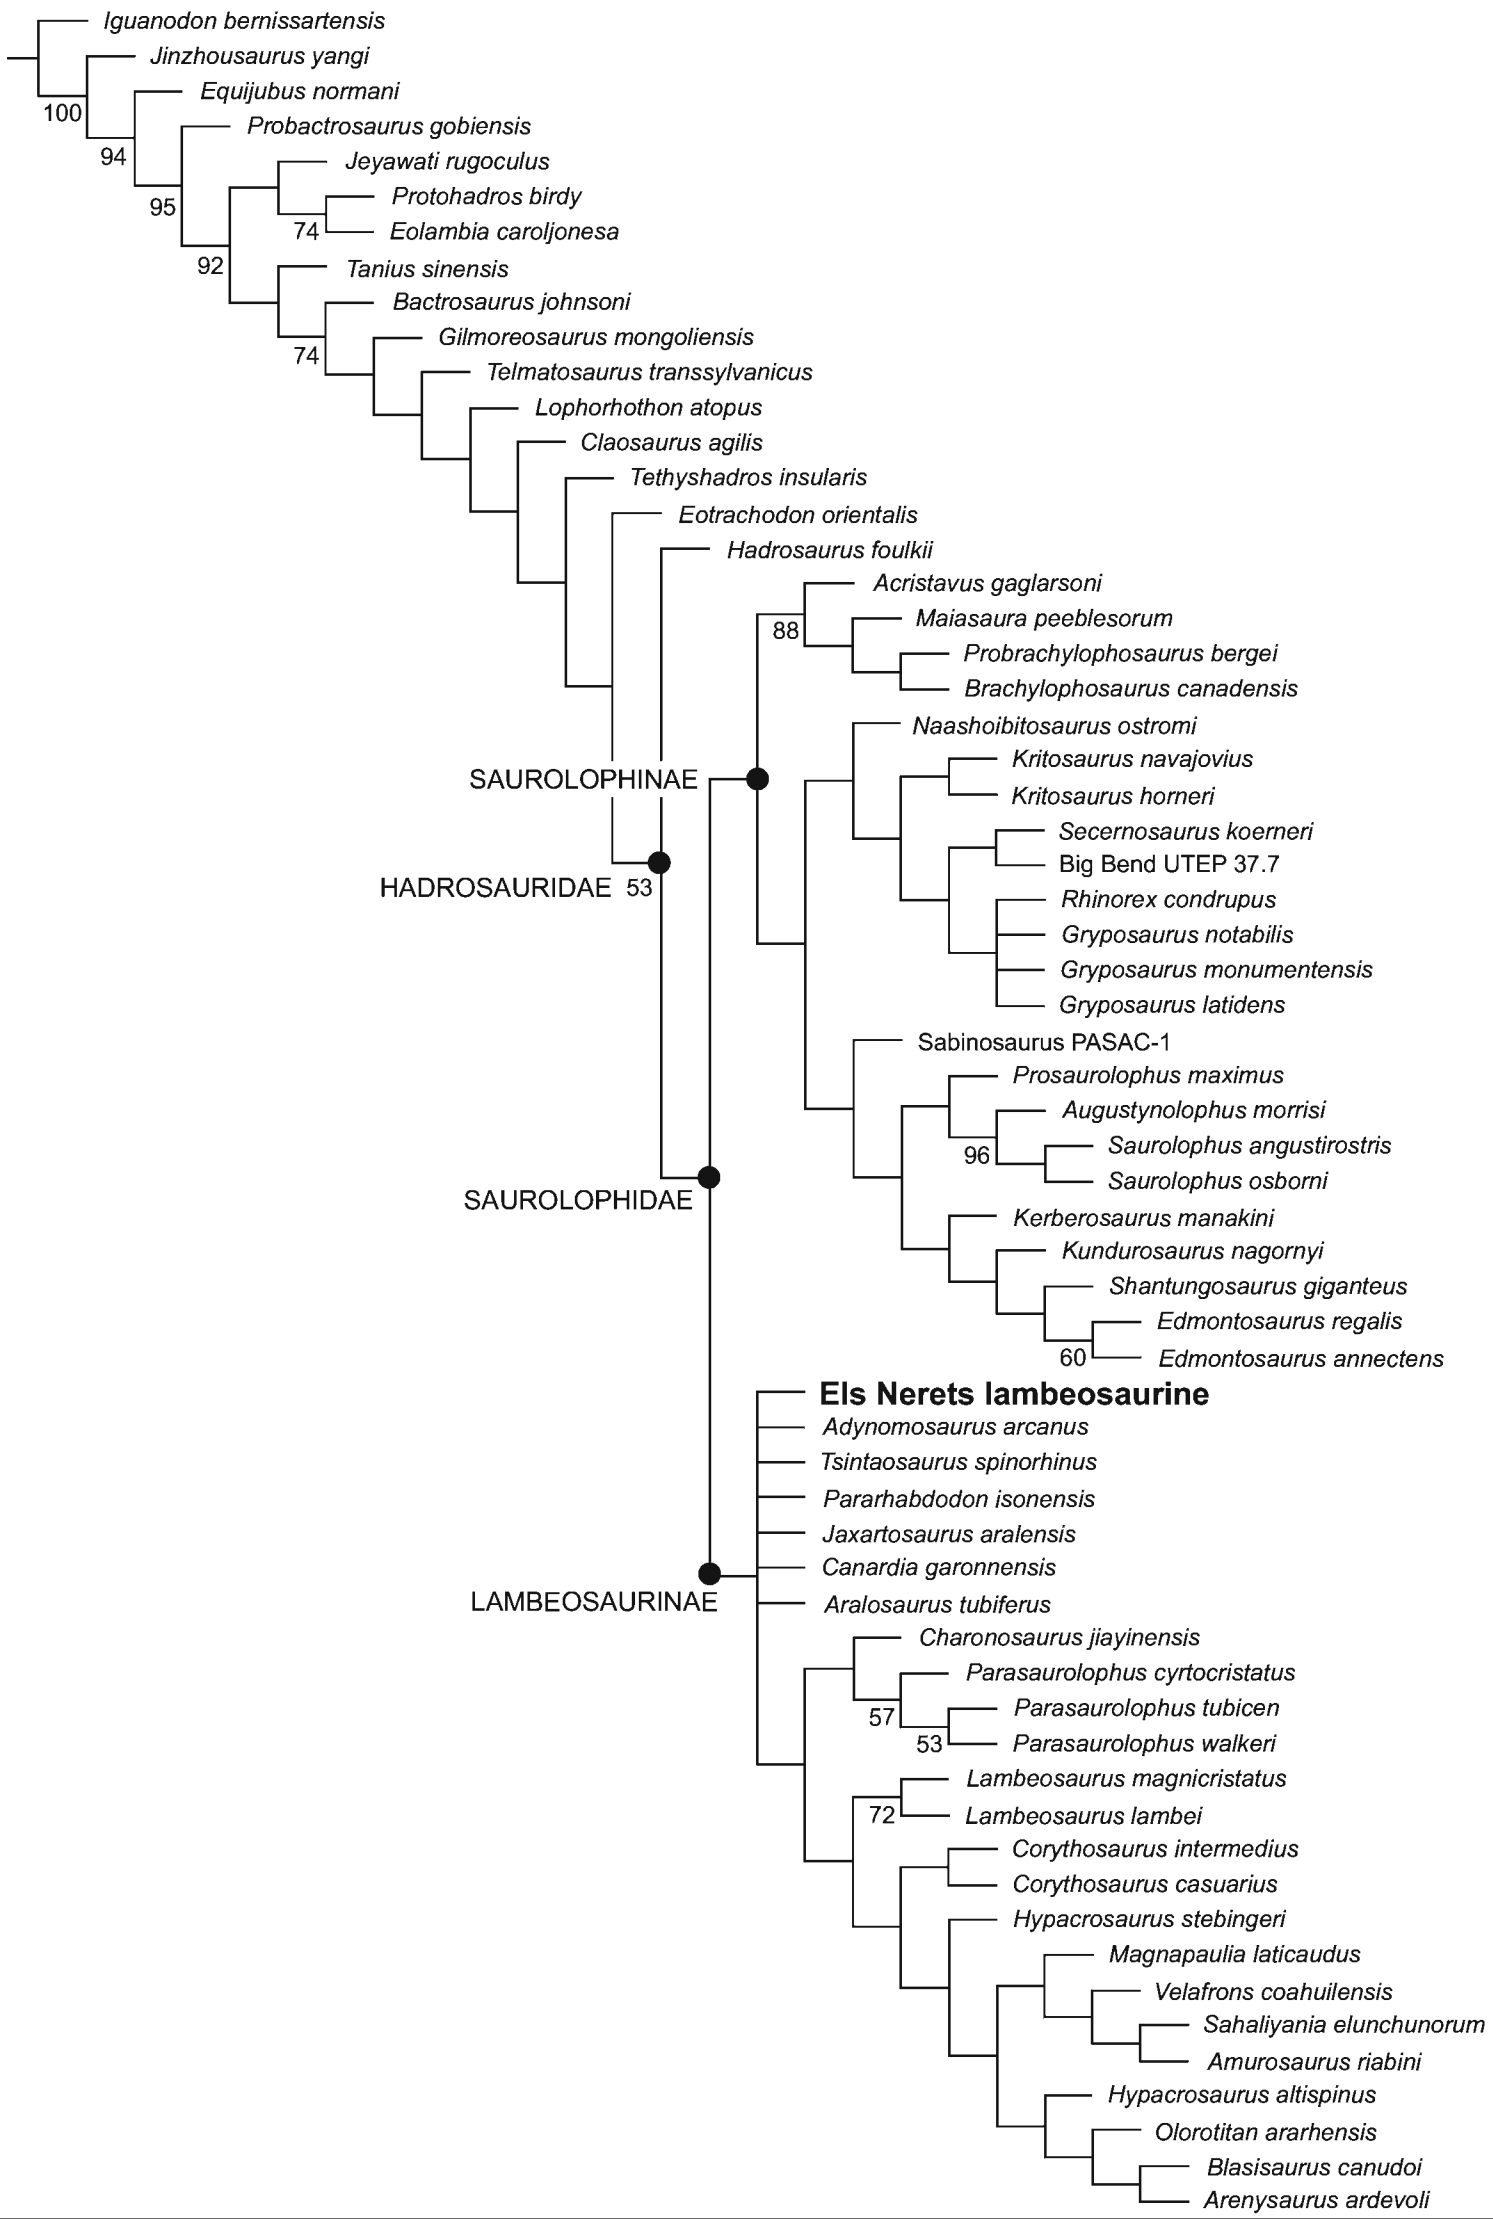 Iguanodon bernissartensis
Jinzhousaurus yangi
Equijubus normani
100
Probactrosaurus gobiensis
94
Jeyawati rugoculus
Protohadros birdy
95
Eolambia caroljonesa
74
92
Tanius sinensis
Bactrosaurus johnsoni
Gilmoreosaurus mongoliensis
74
Telmatosaurus transsylvanicus
Lophorhothon atopus
Claosaurus agilis
Tethyshadros insularis
Eotrachodon orientalis
Hadrosaurus foulkii
Acristavus gaglarsoni
Maiasaura peeblesorum
88
Probrachylophosaurus bergei
Brachylophosaurus canadensis
Naashoibitosaurus ostromi
Kritosaurus navajovius
SAUROLOPHINAE
Kritosaurus horneri
Secernosaurus koerneri
Big Bend UTEP 37.7
HADROSAURIDAE 53
Rhinorex condrupus
Gryposaurus notabilis
Gryposaurus monumentensis
Gryposaurus latidens
Sabinosaurus PASAC-1
Prosaurolophus maximus
Augustynolophus morrisi
Saurolophus angustirostris
96
Saurolophus osborni
SAUROLOPHIDAE
Kerberosaurus manakini
Kundurosaurus nagornyi
Shantungosaurus giganteus
Edmontosaurus regalis
60
Edmontosaurus annectens
Els Nerets lambeosaurine
Adynomosaurus arcanus
Tsintaosaurus spinorhinus
Pararhabdodon isonensis
Jaxartosaurus aralensis
Canardia garonnensis
LAMBEOSAURINAE
Aralosaurus tubiferus
Charonosaurus jiayinensis
Parasaurolophus cyrtocristatus
Parasaurolophus tubicen
57
53
Parasaurolophus walkeri
Lambeosaurus magnicristatus
72
Lambeosaurus lambei
Corythosaurus intermedius
Corythosaurus casuarius
Hypacrosaurus stebingeri
Magnapaulia laticaudus
Velafrons coahuilensis
Sahaliyania elunchunorum
Amurosaurus riabini
Hypacrosaurus altispinus
Olorotitan ararhensis
Blasisaurus canudoi
Arenysaurus ardevoli